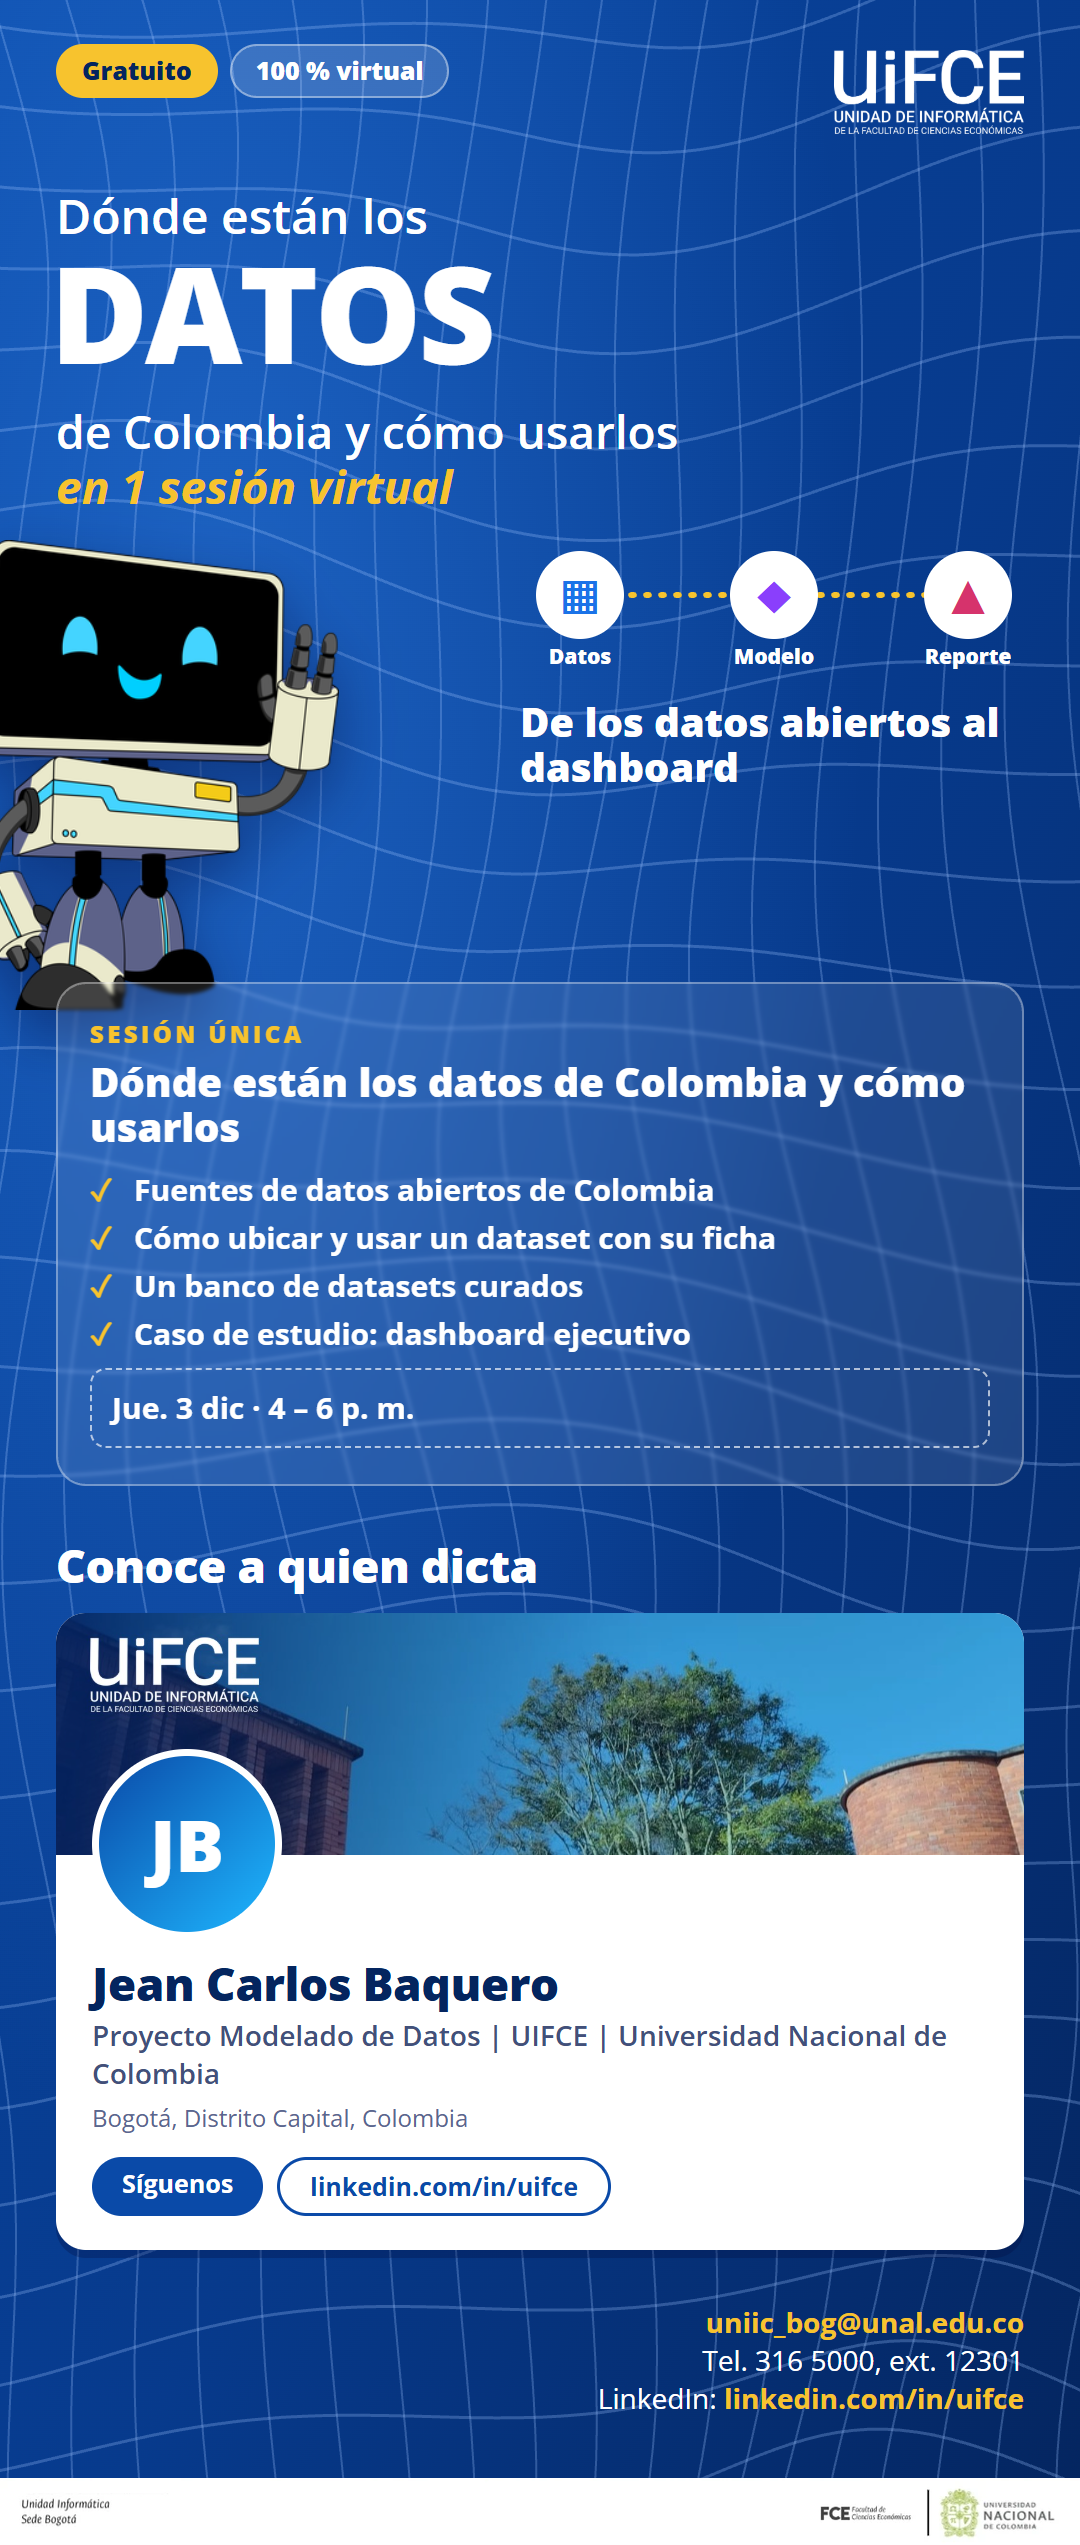 Gratuito
100 % virtual
UiFCE
UNIDAD DE INFORMÁTICA
DE LA FACULTAD DE CIENCIAS ECONÓMICAS
Dónde están los
DATOS
de Colombia y cómo usarlos
en 1 sesión virtual
Datos
Modelo
Reporte
De los datos abiertos al
dashboard
SESIÓN ÚNICA
Dónde están los datos de Colombia y cómo
usarlos
✓ Fuentes de datos abiertos de Colombia
✓ Cómo ubicar y usar un dataset con su ficha
✓ Un banco de datasets curados
✓ Caso de estudio: dashboard ejecutivo
Jue. 3 dic · 4 – 6 p. m.
Conoce a quien dicta
UiFCE
UNIDAD DE INFORMÁTICA
DE LA FACULTAD DE CIENCIAS ECONÓMICAS
JB
Jean Carlos Baquero
Proyecto Modelado de Datos | UIFCE | Universidad Nacional de
Colombia
Bogotá, Distrito Capital, Colombia
Síguenos
linkedin.com/in/uifce
uniic_bog@unal.edu.co
Tel. 316 5000, ext. 12301
LinkedIn: linkedin.com/in/uifce
Unidad Informática
Sede Bogotá
FCE Facultad de
Ciencias Económicas
UNIVERSIDAD
NACIONAL
DE COLOMBIA